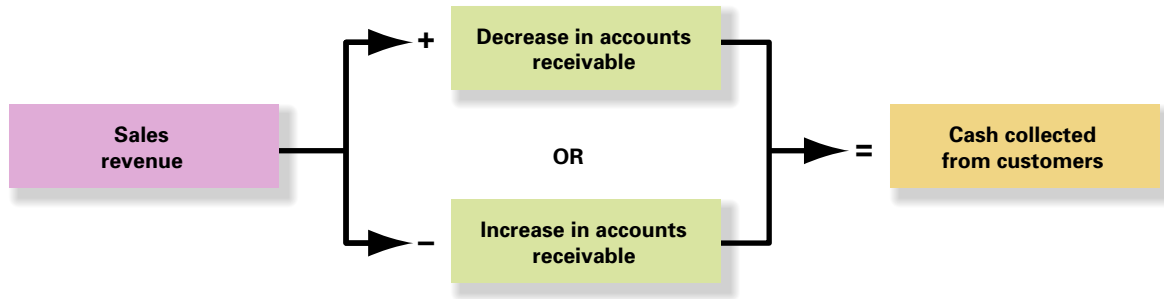 +
Decrease in accounts
receivable
Sales
revenue
OR
=
Cash collected
from customers
–
Increase in accounts
receivable